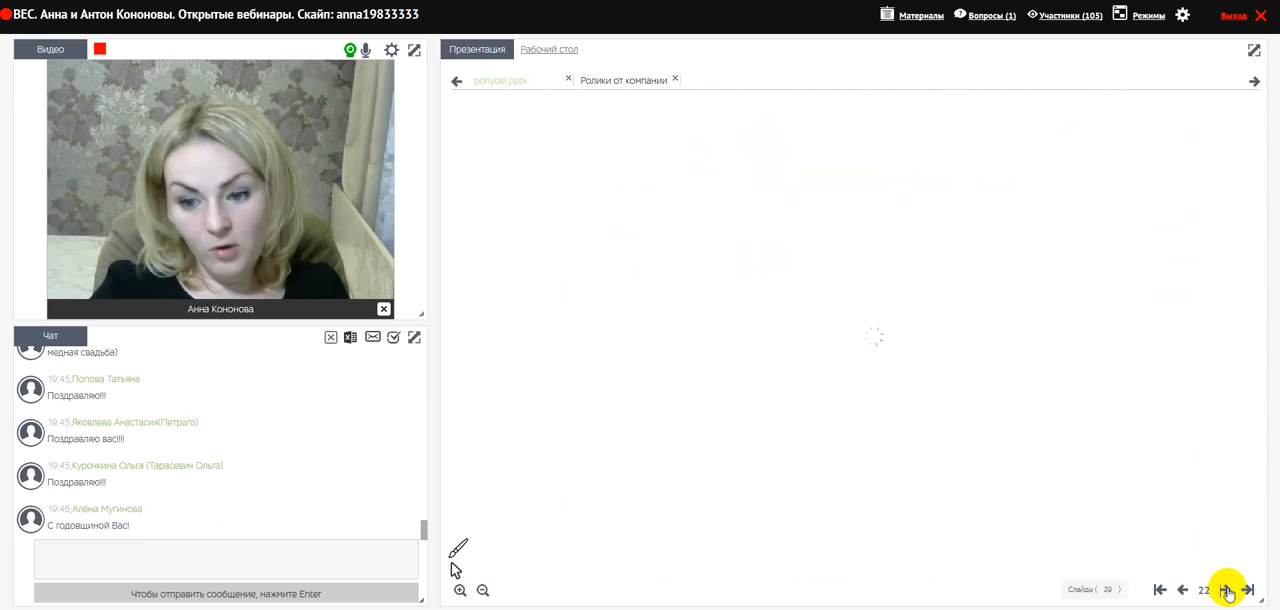 ВЕС. Анна и Антон Кононовы. Открытые вебинары. Скайп: anna19833333
Материалы
Вопросы (1)
Участники (105)
Режимы
Выход
Видео
Презентация
Рабочий стол
pohydei.pptx
Ролики от компании
Анна Кононова
Чат
медная свадьба)
19:45,Попова Татьяна
Поздравляю!!!
19:45,Яковлева Анастасия(Петраго)
Поздравляю вас!!!!
19:45,Курочкина Ольга (Тарасевич Ольга)
Поздравляю!!!
19:46,Алёна Мугинова
С годовщиной Вас!
Чтобы отправить сообщение, нажмите Enter
Слайды ( 29 )
22